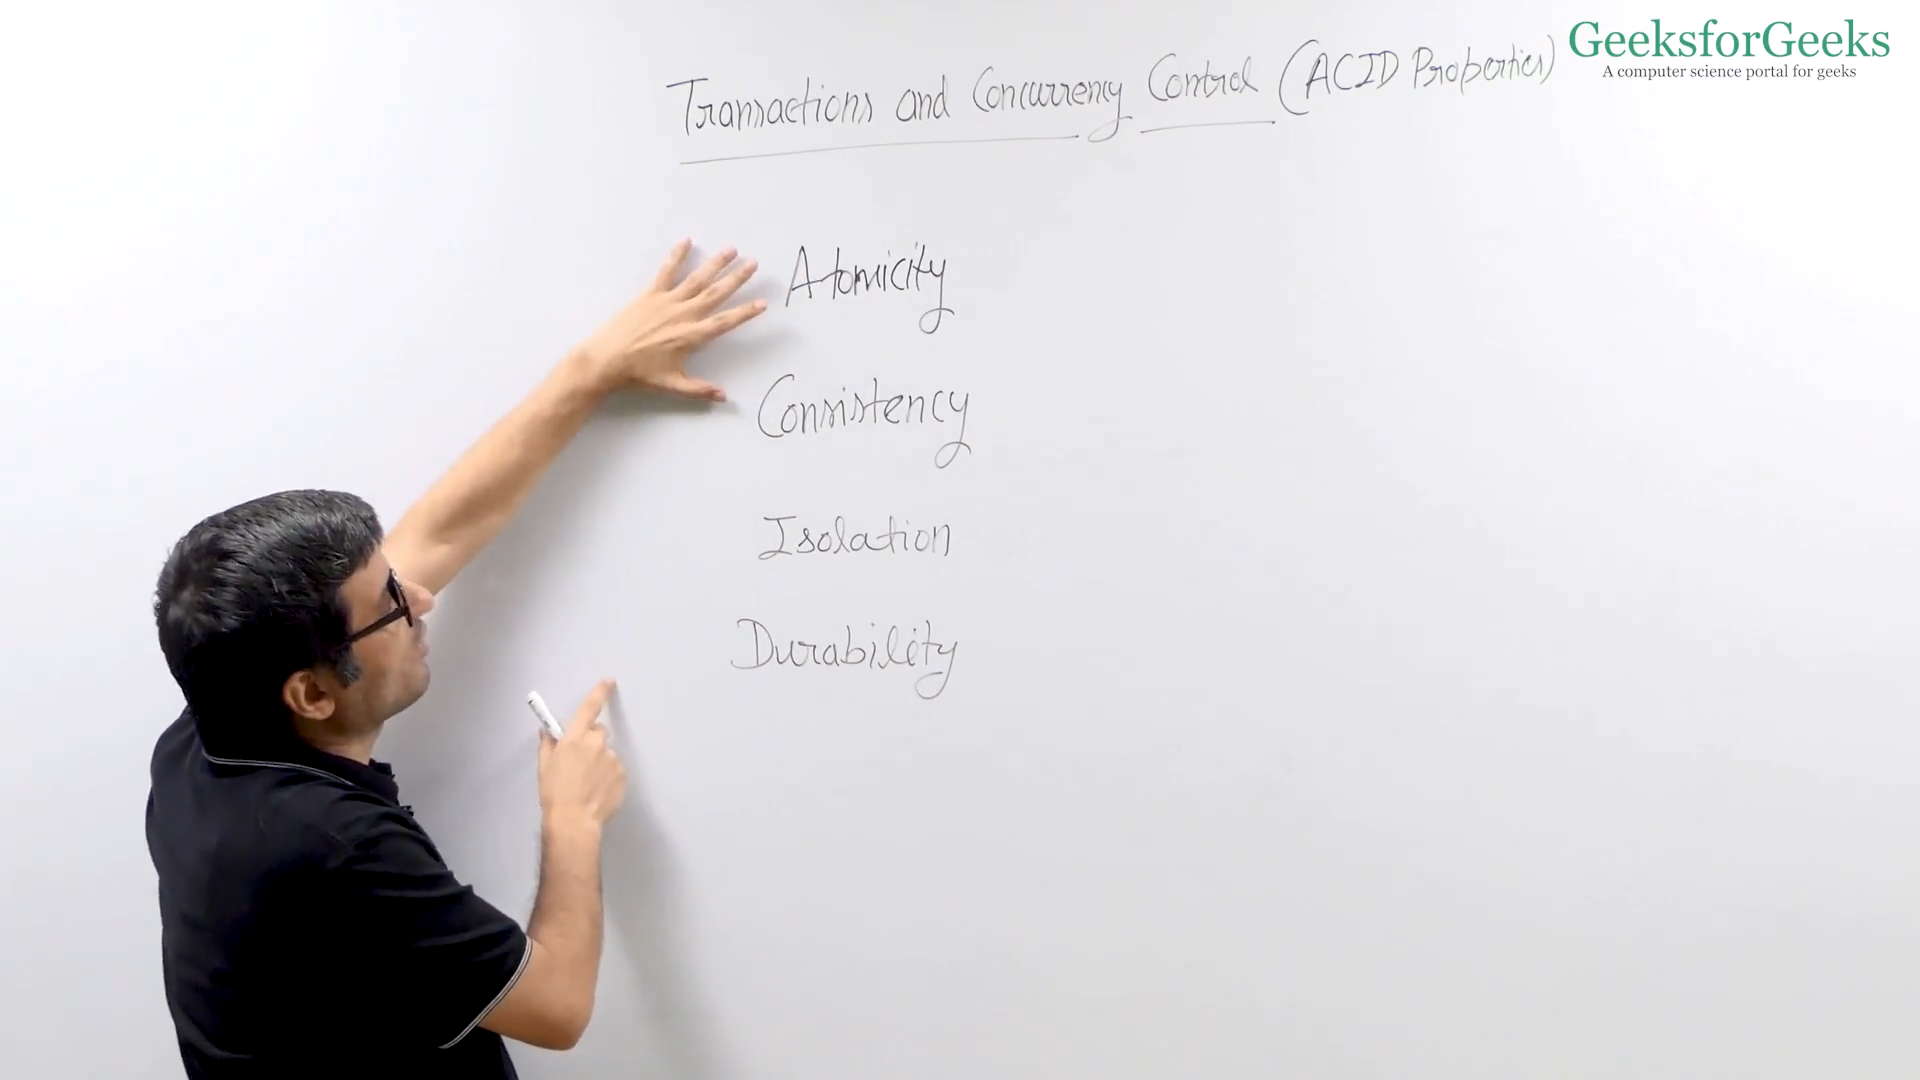 GeeksforGeeks
A computer science portal for geeks
Transactions and Concurrency Control (ACID Properties)
Atomicity
Consistency
Isolation
Durability